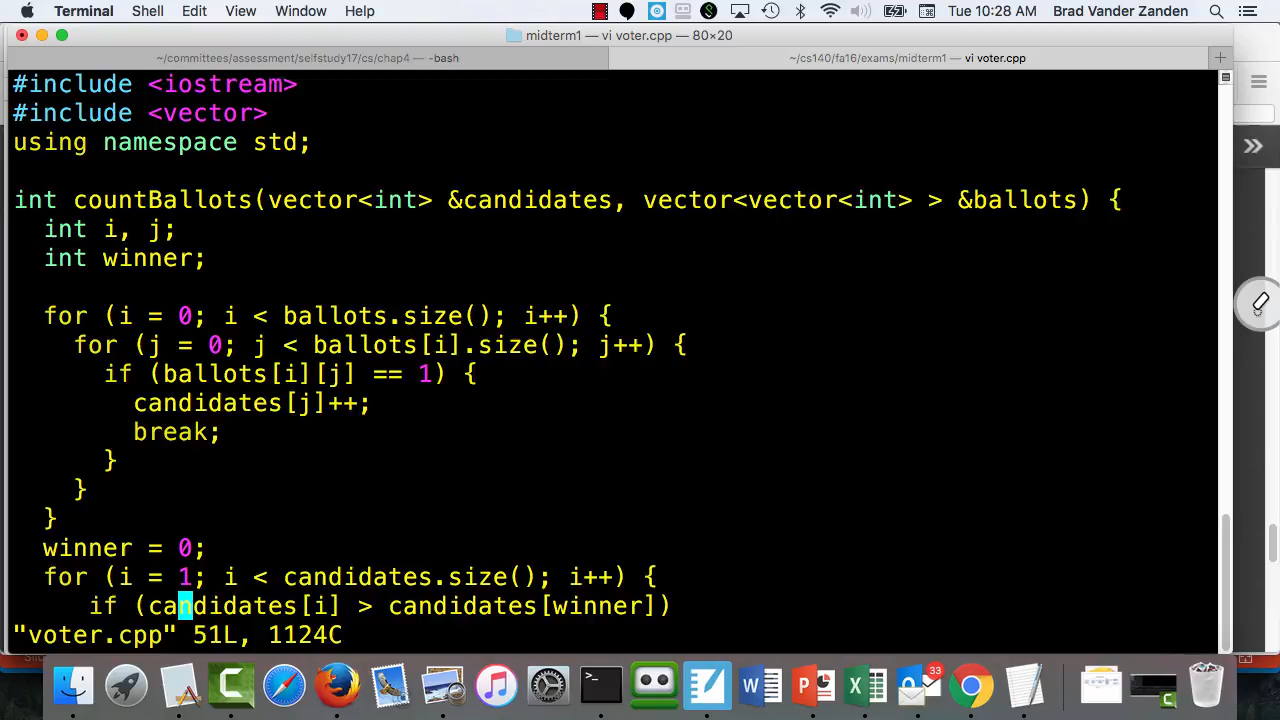 Terminal Shell Edit View Window Help Tue 10:28 AM Brad Vander Zanden
midterm1 — vi voter.cpp — 80×20
~/committees/assessment/selfstudy17/cs/chap4 — -bash ~/cs140/fa16/exams/midterm1 — vi voter.cpp
#include <iostream>
#include <vector>
using namespace std;
int countBallots(vector<int> &candidates, vector<vector<int> > &ballots) {
int i, j;
int winner;
for (i = 0; i < ballots.size(); i++) {
for (j = 0; j < ballots[i].size(); j++) {
if (ballots[i][j] == 1) {
candidates[j]++;
break;
}
}
}
winner = 0;
for (i = 1; i < candidates.size(); i++) {
if (candidates[i] > candidates[winner])
"voter.cpp" 51L, 1124C
33